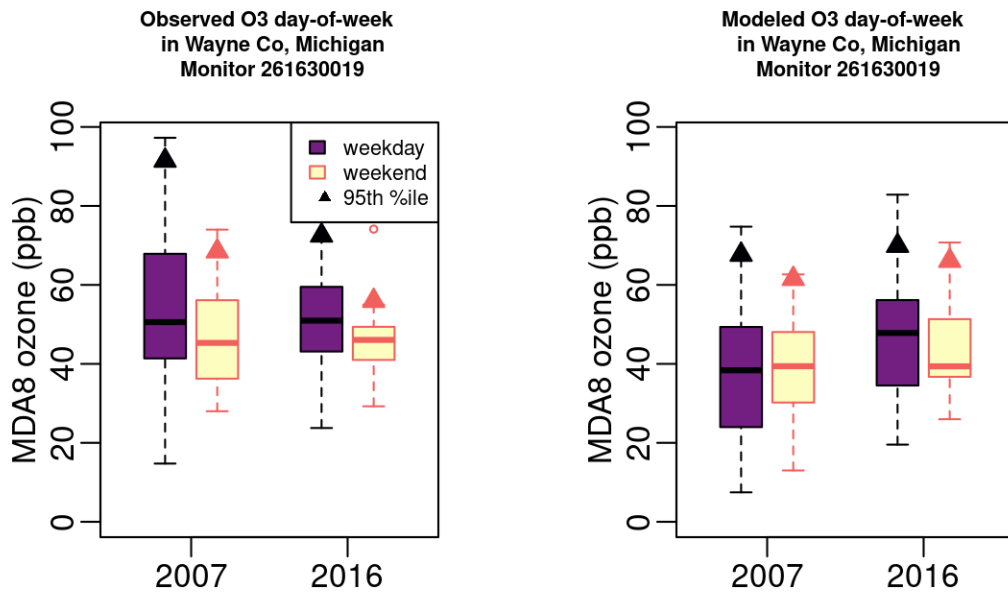 Observed O3 day-of-week
in Wayne Co, Michigan
Monitor 261630019
MDA8 ozone (ppb)
100
80
60
40
20
0
weekday
weekend
95th %ile
2007
2016
Modeled O3 day-of-week
in Wayne Co, Michigan
Monitor 261630019
MDA8 ozone (ppb)
100
80
60
40
20
0
2007
2016